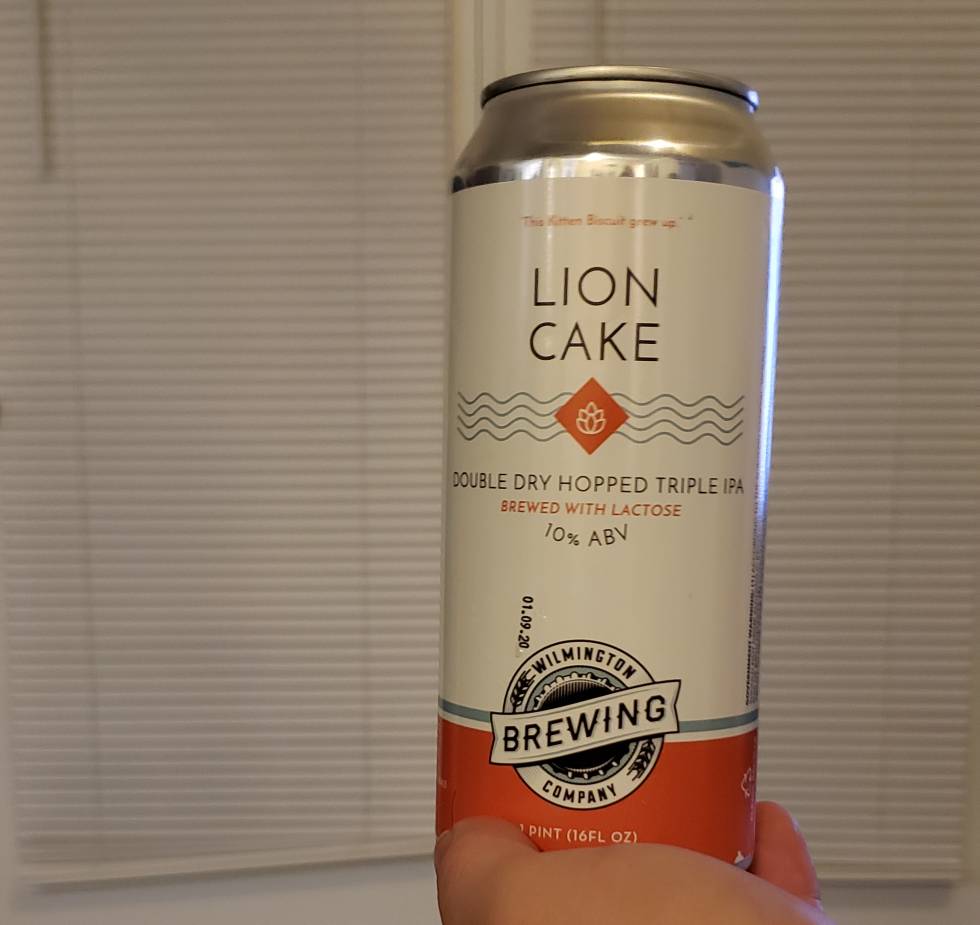 "This Kitten Biscuit grew up."
LION
CAKE
DOUBLE DRY HOPPED TRIPLE IPA
BREWED WITH LACTOSE
10% ABV
01.09.20
WILMINGTON
BREWING
COMPANY
1 PINT (16FL OZ)